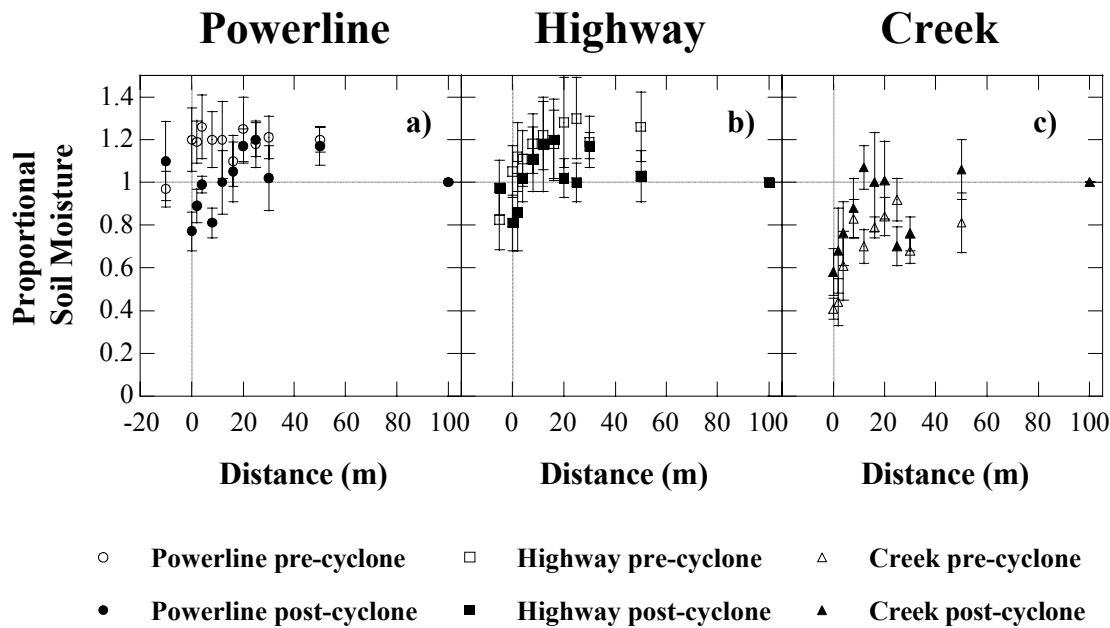 Powerline Highway Creek
Proportional
Soil Moisture
1.4
1.2
1
0.8
0.6
0.4
0.2
0
a)
b)
c)
-20 0 20 40 60 80 100 0 20 40 60 80 100 0 20 40 60 80 100
Distance (m) Distance (m) Distance (m)
Powerline pre-cyclone Highway pre-cyclone Creek pre-cyclone
Powerline post-cyclone Highway post-cyclone Creek post-cyclone